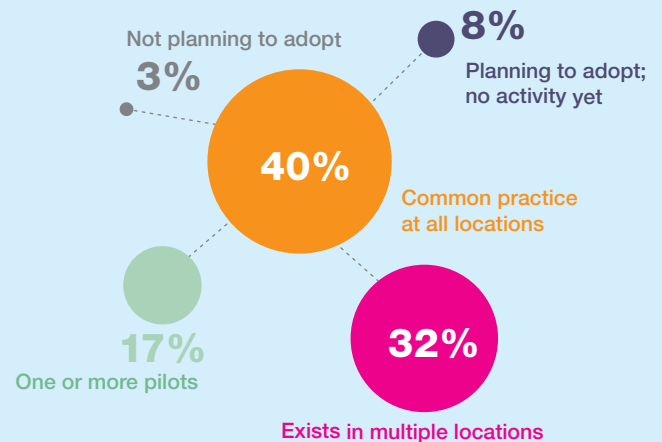 Not planning to adopt
3%
8%
Planning to adopt;
no activity yet
40%
Common practice
at all locations
17%
One or more pilots
32%
Exists in multiple locations